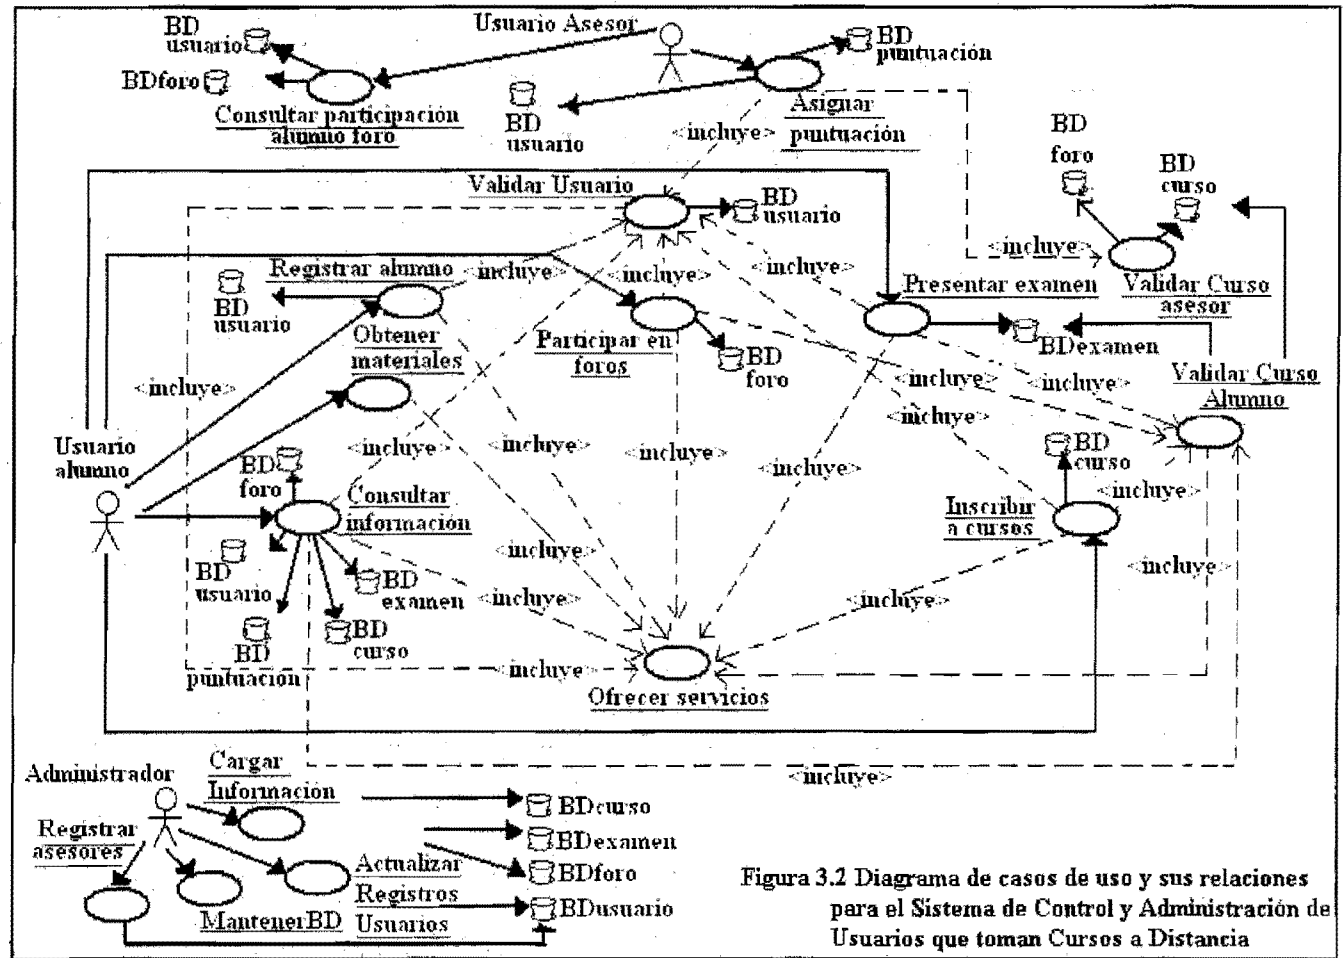 BD
usuario
Usuario Asesor
BD
puntuación
BDforo
Consultar participación
alumno foro
BD
usuario
Asignar
puntuación
<incluye>
BD
foro
BD
curso
Validar Usuario
BD
usuario
<incluye>
Registrar alumno
<incluye>
<incluye>
<incluye>
Presentar examen
Validar Curso
asesor
BD
usuario
Obtener
materiales
Participar en
foros
BD
foro
BDexamen
<incluye>
<incluye>
<incluye>
Validar Curso
Alumno
<incluye>
Usuario
alumno
<incluye>
<incluye>
<incluye>
BD
curso
BD
foro
Consultar
información
<incluye>
Inscribir
a cursos
BD
usuario
BD
examen
<incluye>
<incluye>
<incluye>
<incluye>
BD
puntuación
BD
curso
<incluye>
Ofrecer servicios
<incluye>
Administrador
Cargar
Información
BDcurso
Registrar
asesores
BDexamen
Actualizar
Registros
Usuarios
BDforo
MantenerBD
BDusuario
Figura 3.2 Diagrama de casos de uso y sus relaciones
para el Sistema de Control y Administración de
Usuarios que toman Cursos a Distancia